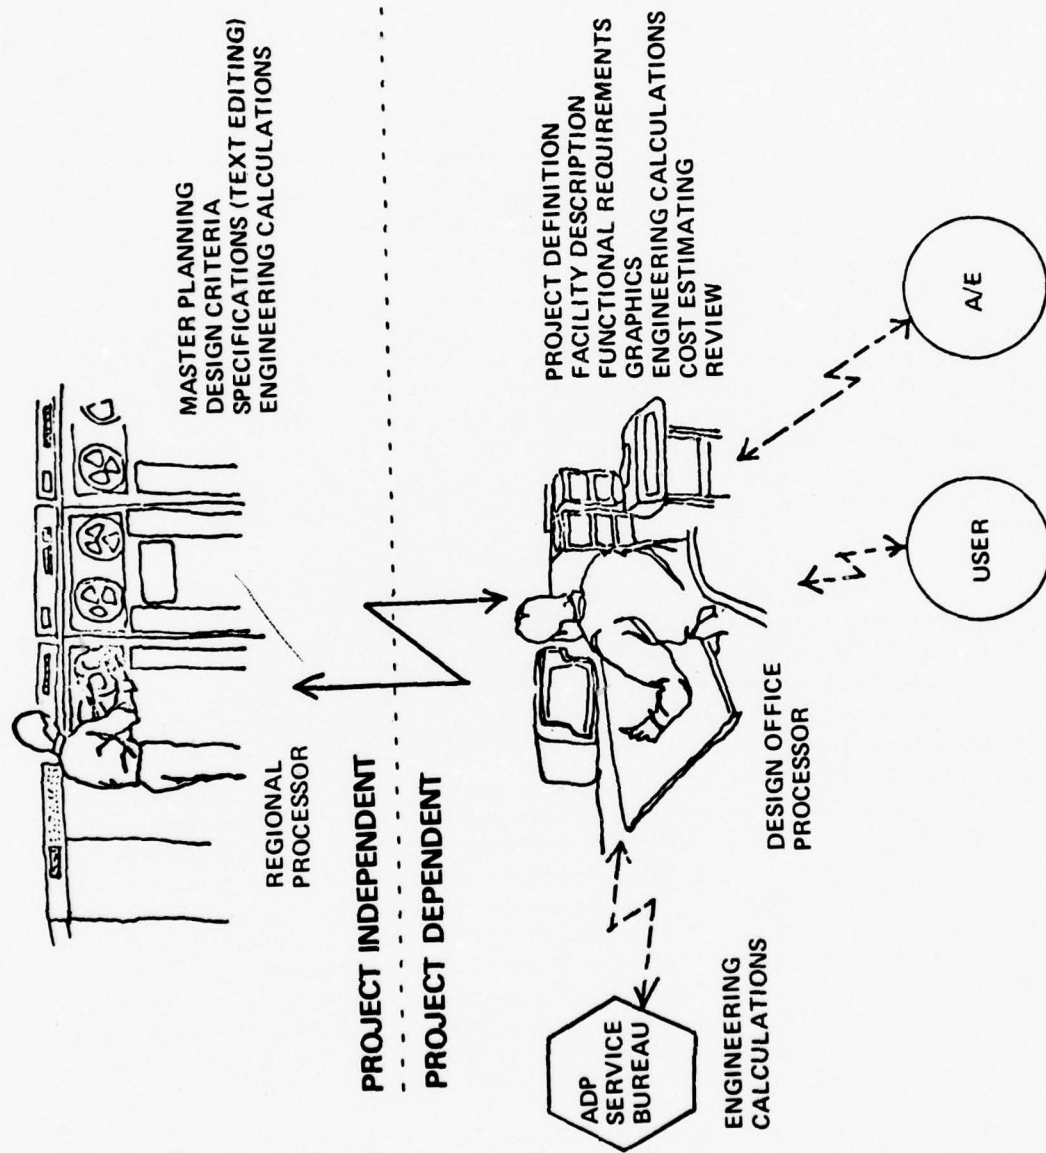 MASTER PLANNING
DESIGN CRITERIA
SPECIFICATIONS (TEXT EDITING)
ENGINEERING CALCULATIONS
REGIONAL
PROCESSOR
PROJECT INDEPENDENT
PROJECT DEPENDENT
PROJECT DEFINITION
FACILITY DESCRIPTION
FUNCTIONAL REQUIREMENTS
GRAPHICS
ENGINEERING CALCULATIONS
COST ESTIMATING
REVIEW
DESIGN OFFICE
PROCESSOR
ADP
SERVICE
BUREAU
ENGINEERING
CALCULATIONS
USER
A/E